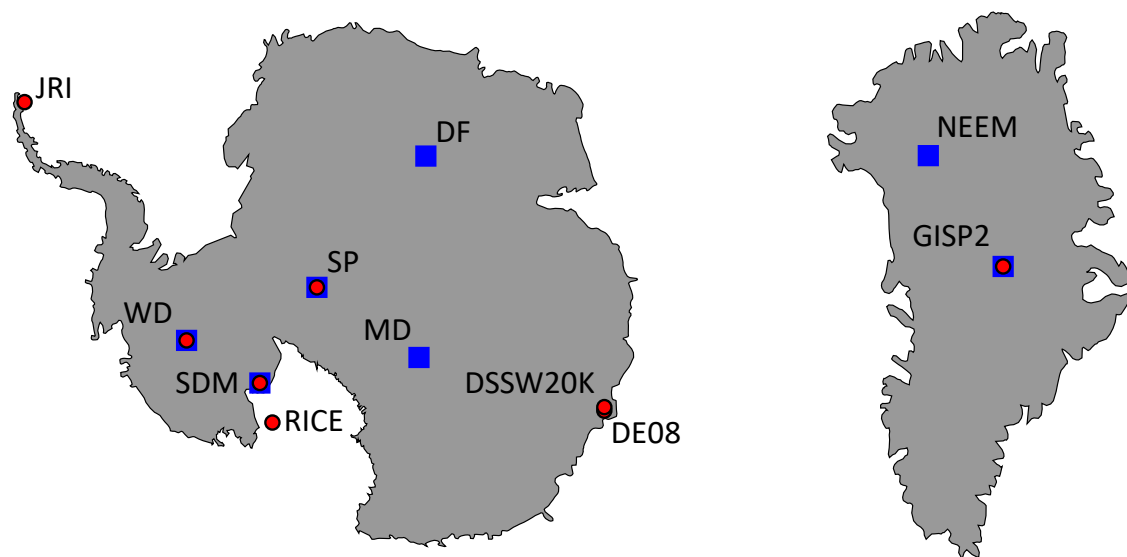 JRI
DF
NEEM
GISP2
SP
WD
MD
SDM
DSSW20K
RICE
DE08